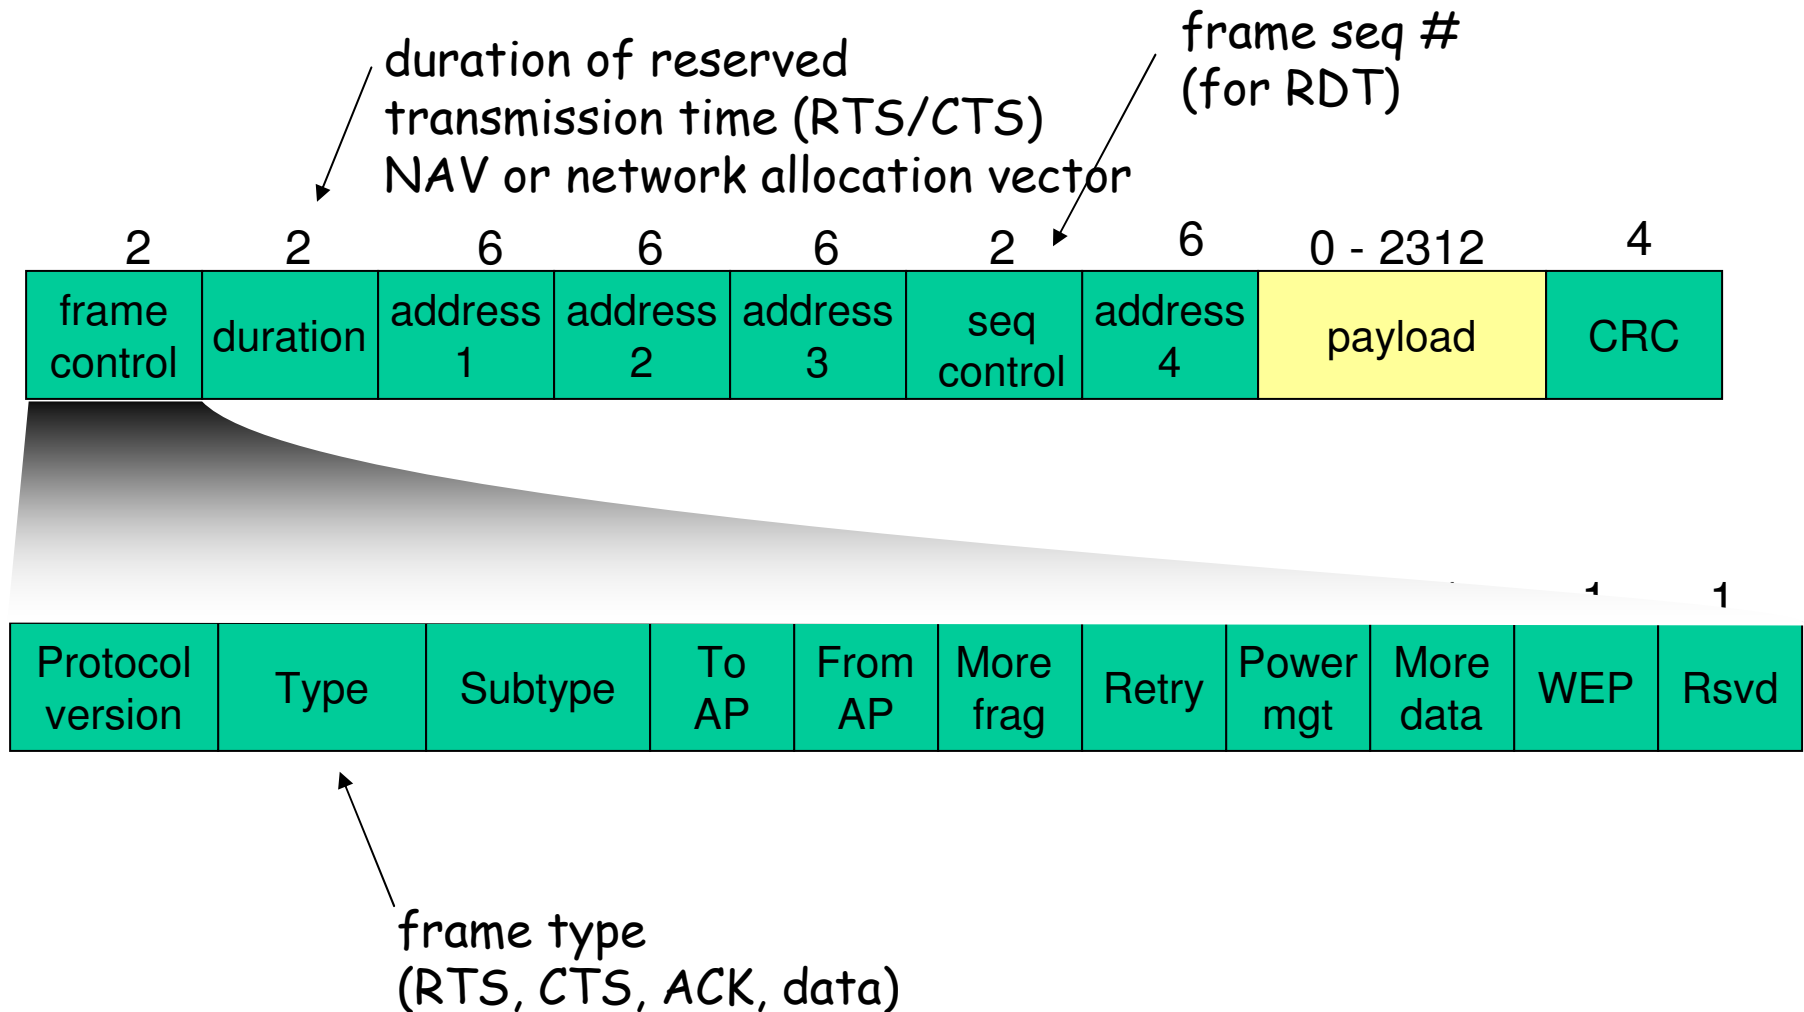 duration of reserved
transmission time (RTS/CTS)
NAV or network allocation vector
frame seq #
(for RDT)
2 2 6 6 6 2 6 0 - 2312 4
frame control
duration
address 1
address 2
address 3
seq control
address 4
payload
CRC
1 1
Protocol version
Type
Subtype
To AP
From AP
More frag
Retry
Power mgt
More data
WEP
Rsvd
frame type
(RTS, CTS, ACK, data)